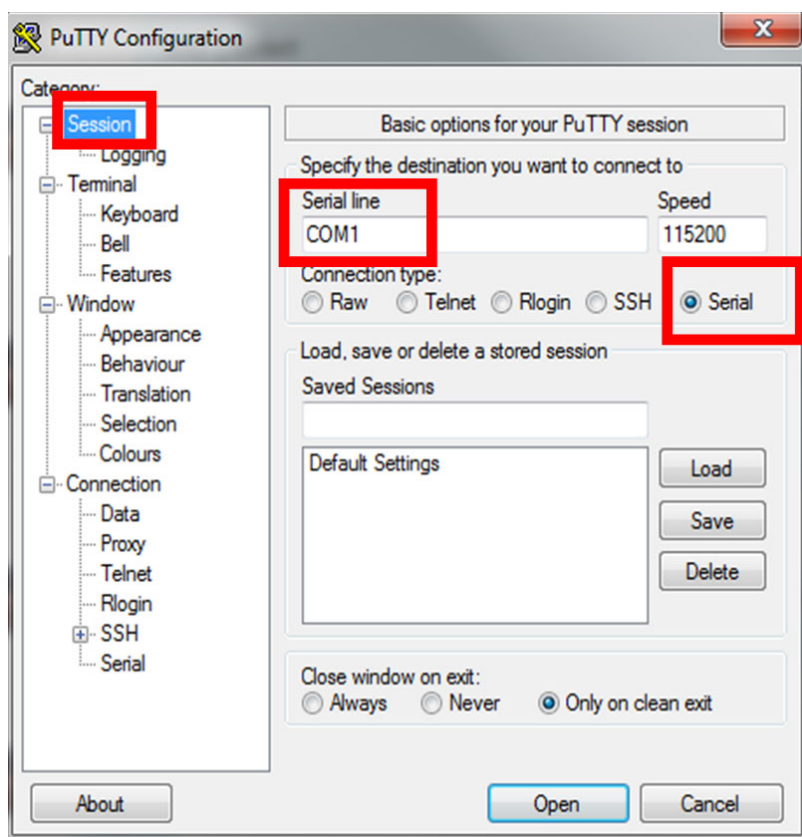 PuTTY Configuration
x
Category:
Session
Logging
Terminal
Keyboard
Bell
Features
Window
Appearance
Behaviour
Translation
Selection
Colours
Connection
Data
Proxy
Telnet
Rlogin
SSH
Serial
Basic options for your PuTTY session
Specify the destination you want to connect to
Serial line Speed
COM1 115200
Connection type:
Raw Telnet Rlogin SSH Serial
Load, save or delete a stored session
Saved Sessions
Default Settings
Load
Save
Delete
Close window on exit:
Always Never Only on clean exit
About Open Cancel